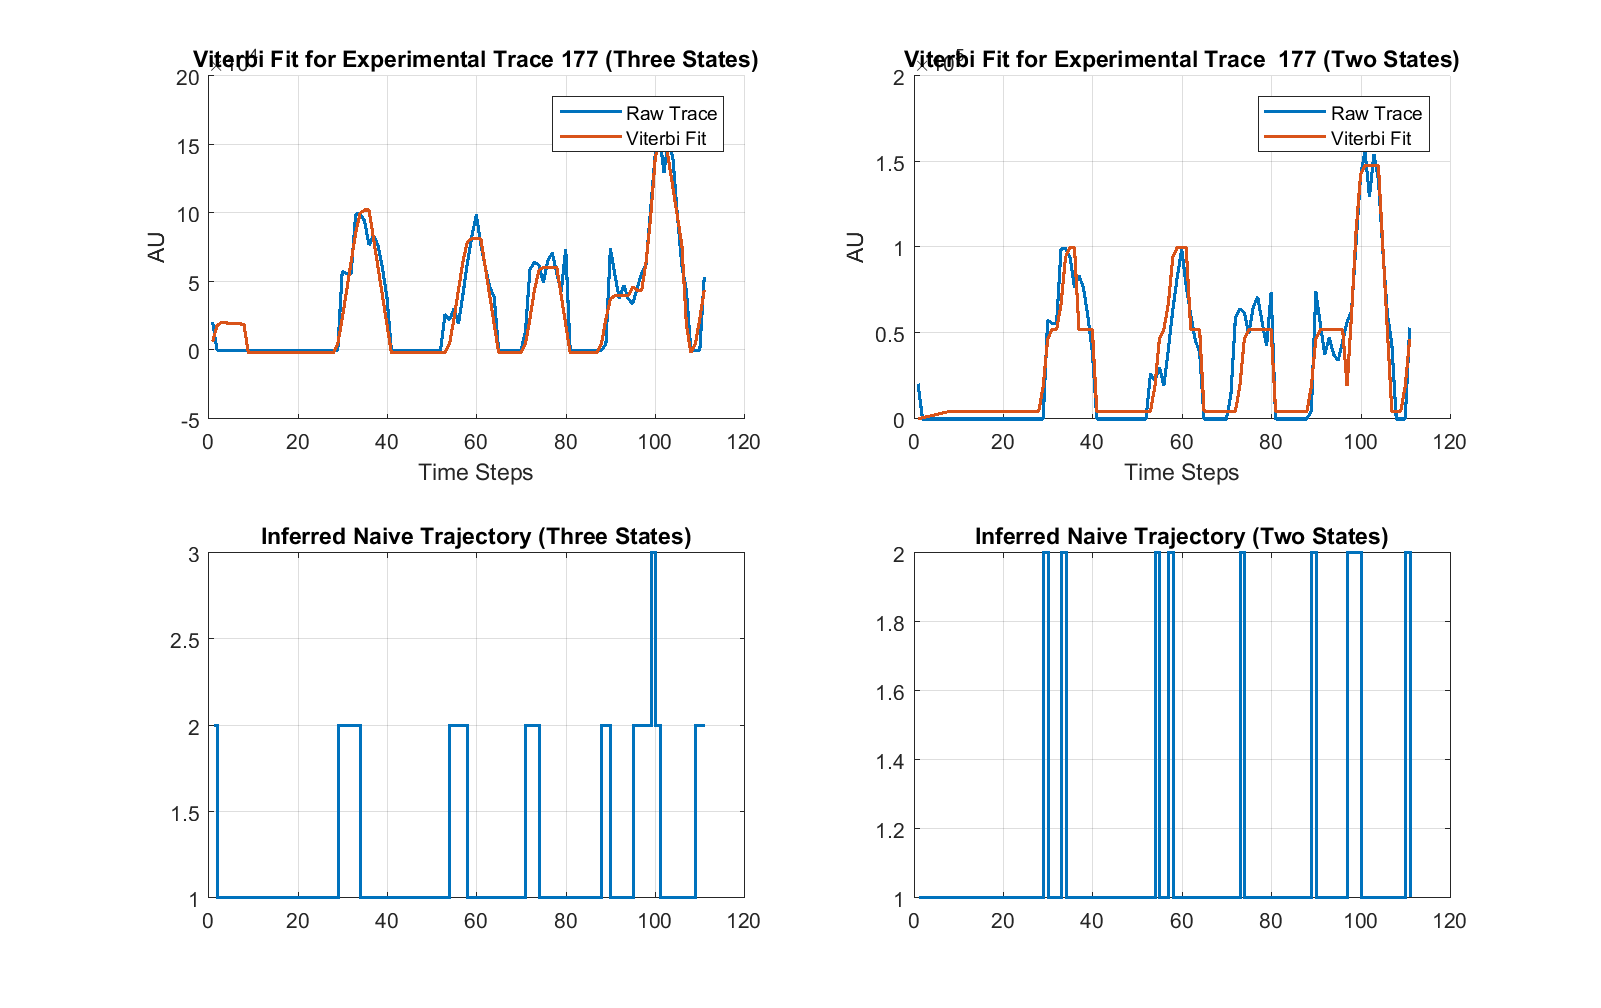 Viterbi Fit for Experimental Trace 177 (Three States)
20
15
10
5
0
-5
AU
Raw Trace
Viterbi Fit
0 20 40 60 80 100 120
Time Steps
Viterbi Fit for Experimental Trace  177 (Two States)
2
1.5
1
0.5
0
AU
Raw Trace
Viterbi Fit
0 20 40 60 80 100 120
Time Steps
Inferred Naive Trajectory (Three States)
3
2.5
2
1.5
1
0 20 40 60 80 100 120
Inferred Naive Trajectory (Two States)
2
1.8
1.6
1.4
1.2
1
0 20 40 60 80 100 120